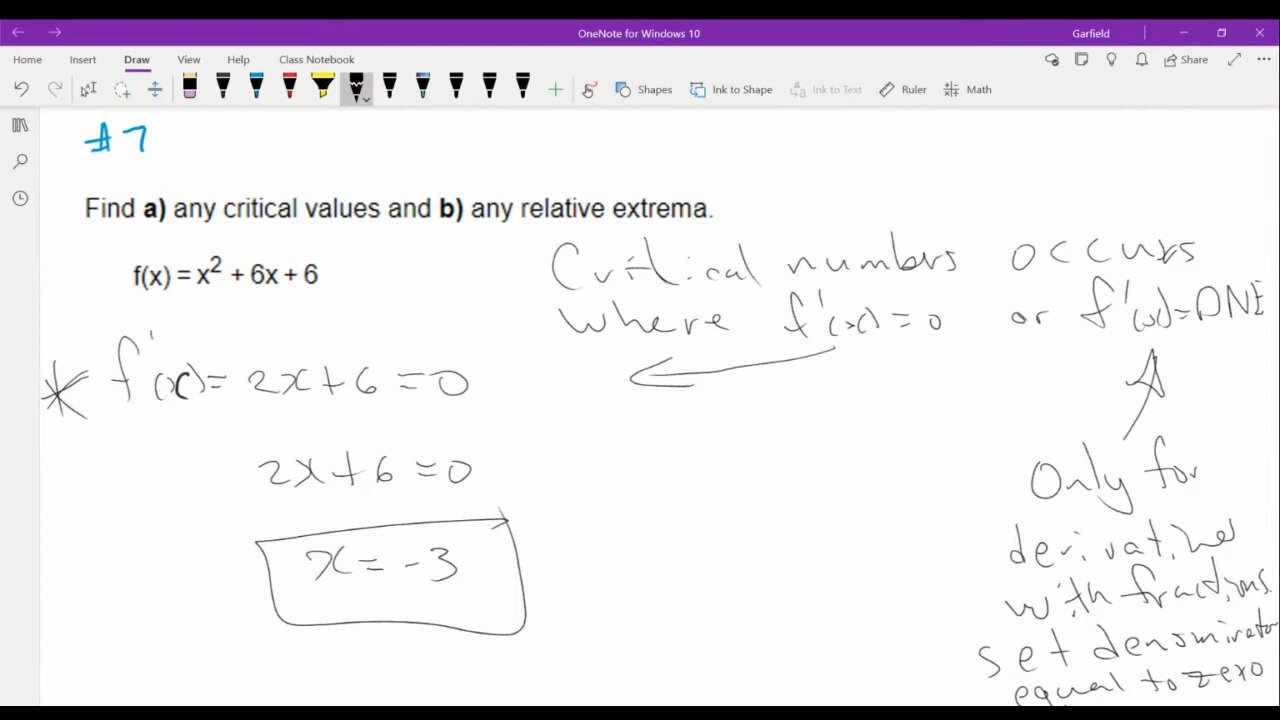 OneNote for Windows 10
Garfield
Home Insert Draw View Help Class Notebook
Share
Shapes Ink to Shape Ink to Text Ruler Math
#7
Find a) any critical values and b) any relative extrema.
f(x) = x² + 6x + 6
Critical numbers occurs
where f'(x) = 0 or f'(x) = DNE
* f'(x) = 2x + 6 = 0
2x + 6 = 0
x = -3
Only for
derivatives
with fractions.
set denominator
equal to zero